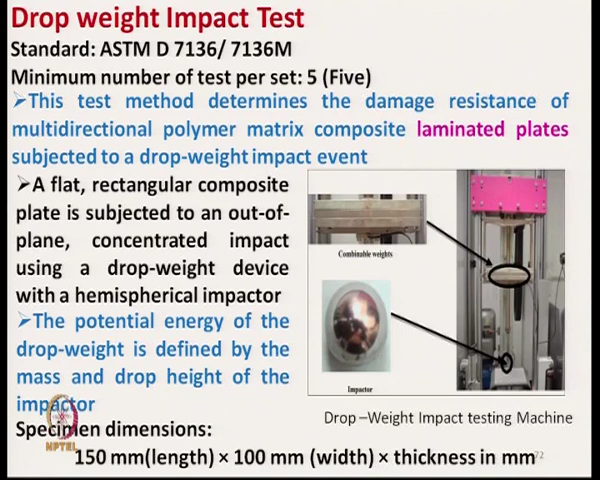 Drop weight Impact Test
Standard: ASTM D 7136/ 7136M
Minimum number of test per set: 5 (Five)
➢This test method determines the damage resistance of
multidirectional polymer matrix composite laminated plates
subjected to a drop-weight impact event
➢A flat, rectangular composite
plate is subjected to an out-of-
plane, concentrated impact
using a drop-weight device
with a hemispherical impactor
➢The potential energy of the
drop-weight is defined by the
mass and drop height of the
impactor
Combinable weights
Impactor
Drop –Weight Impact testing Machine
Specimen dimensions:
150 mm(length) × 100 mm (width) × thickness in mm
72
NPTEL